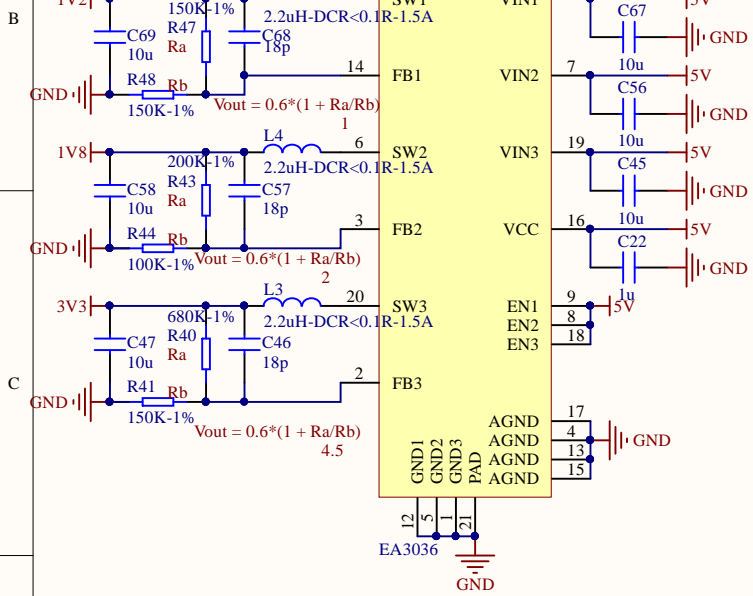 B
1V2
150K-1%
SW1
VIN1
5V
2.2uH-DCR<0.1R-1.5A
C69
10u
R47
Ra
C68
18p
C67
GND
10u
R48
Rb
GND
150K-1%
14
FB1
VIN2
7
5V
C56
GND
10u
Vout = 0.6*(1 + Ra/Rb)
1
L4
1V8
6
SW2
VIN3
19
5V
200K-1%
2.2uH-DCR<0.1R-1.5A
C58
10u
R43
Ra
C57
18p
C45
GND
10u
R44
Rb
GND
100K-1%
3
FB2
VCC
16
5V
C22
GND
1u
Vout = 0.6*(1 + Ra/Rb)
2
L3
3V3
20
SW3
EN1
9
5V
EN2
8
EN3
18
680K-1%
2.2uH-DCR<0.1R-1.5A
C47
10u
R40
Ra
C46
18p
C
R41
Rb
GND
150K-1%
2
FB3
Vout = 0.6*(1 + Ra/Rb)
4.5
AGND
17
AGND
4
GND
AGND
13
AGND
15
GND1
GND2
GND3
PAD
12
5
1
21
EA3036
GND